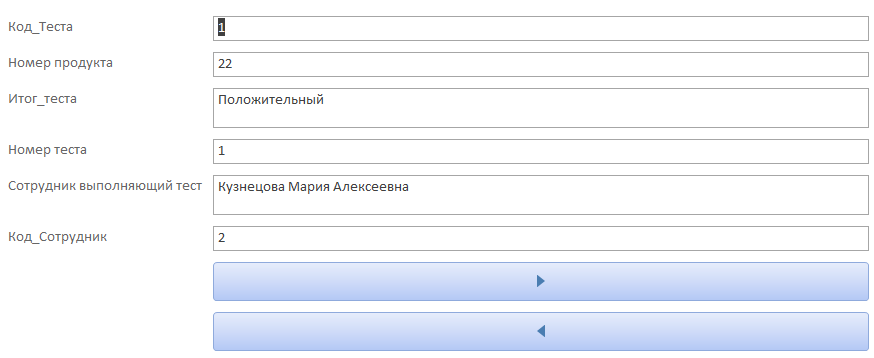 Код_Теста 1
Номер продукта 22
Итог_теста Положительный
Номер теста 1
Сотрудник выполняющий тест Кузнецова Мария Алексеевна
Код_Сотрудник 2